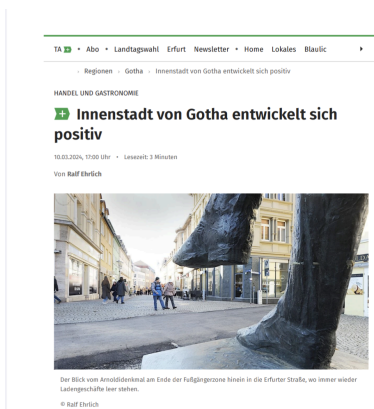 TA + • Abo • Landtagswahl Erfurt Newsletter • Home Lokales Blaulic
Regionen Gotha Innenstadt von Gotha entwickelt sich positiv
HANDEL UND GASTRONOMIE
+ Innenstadt von Gotha entwickelt sich
positiv
10.03.2024, 17:00 Uhr • Lesezeit: 3 Minuten
Von Ralf Ehrlich
Der Blick vom Arnoldidenkmal am Ende der Fußgängerzone hinein in die Erfurter Straße, wo immer wieder
Ladengeschäfte leer stehen.
© Ralf Ehrlich